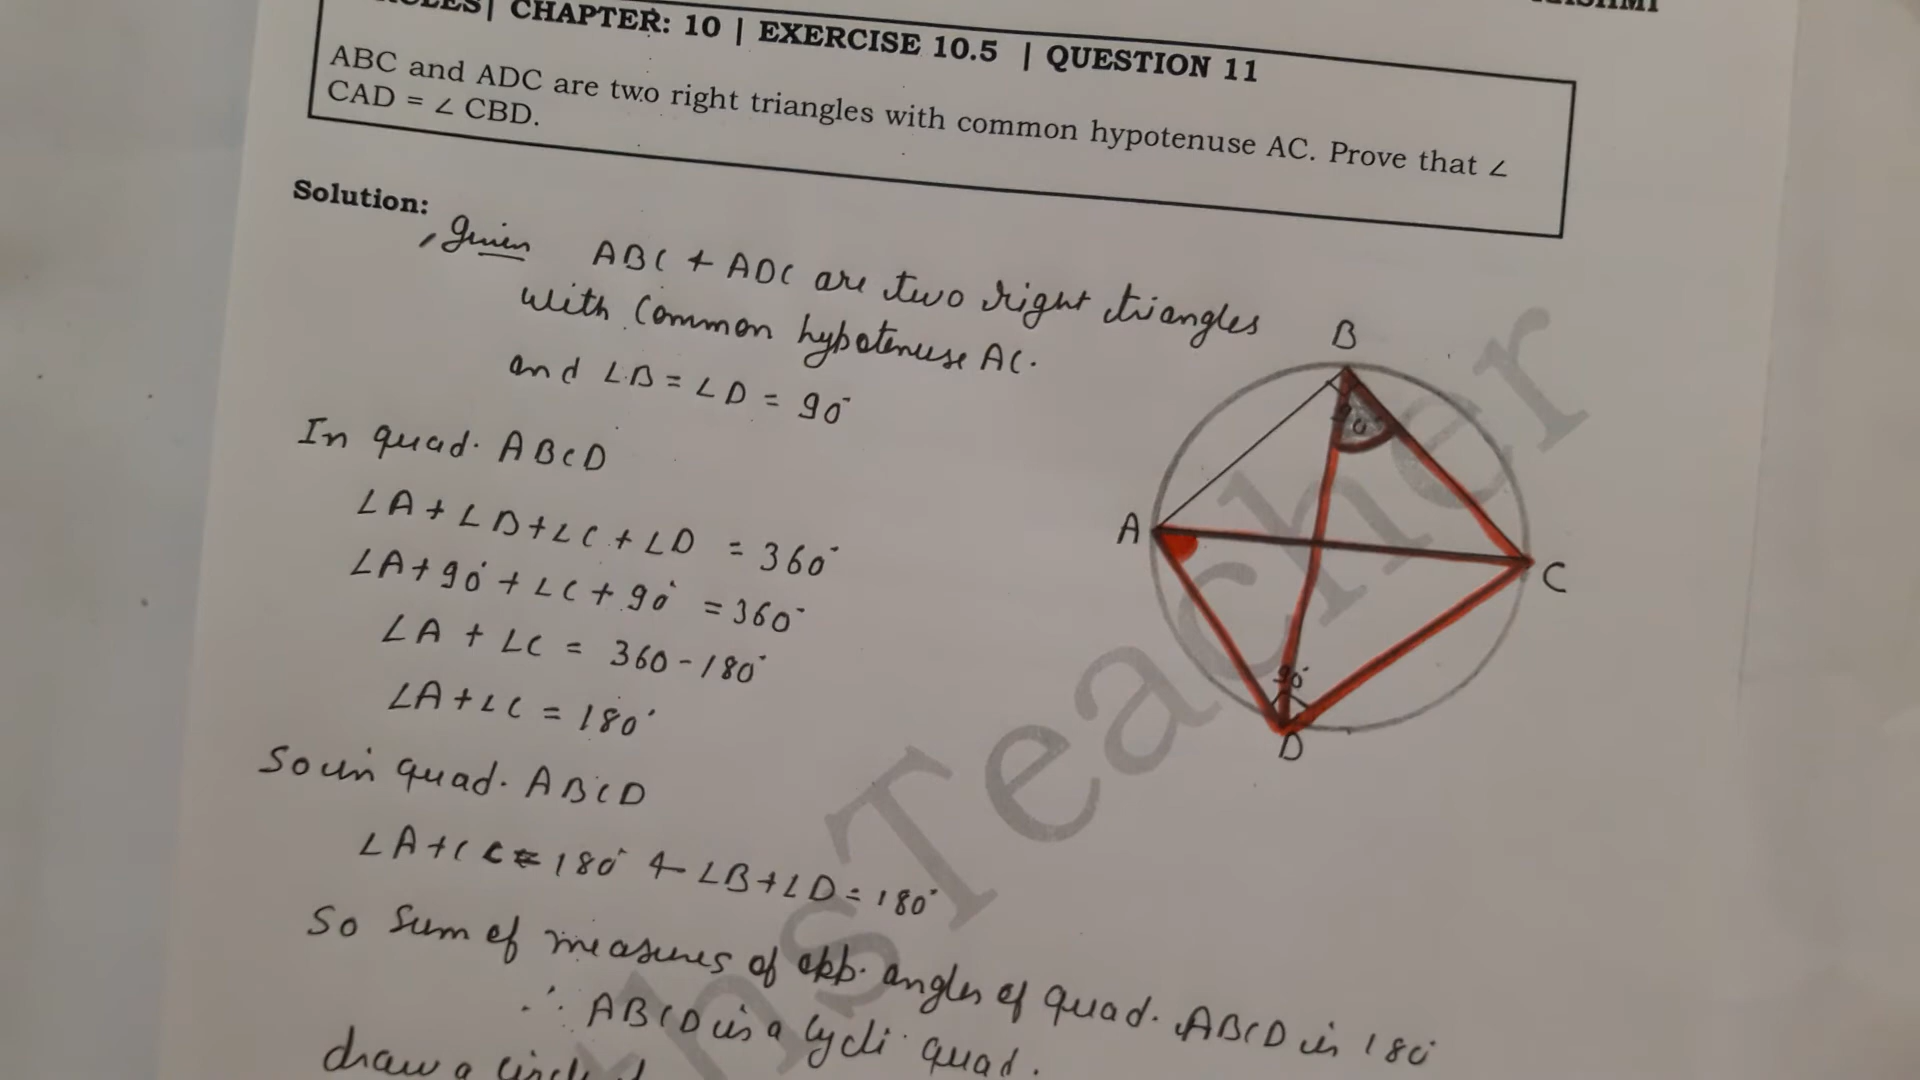 CHAPTER: 10 | EXERCISE 10.5 | QUESTION 11
ABC and ADC are two right triangles with common hypotenuse AC. Prove that ∠
CAD = ∠ CBD.
Solution:
Given ABC + ADC are two right triangles
with common hypotenuse AC.
and ∠B = ∠D = 90°
In quad. ABCD
∠A + ∠B + ∠C + ∠D = 360°
∠A + 90° + ∠C + 90° = 360°
∠A + ∠C = 360 - 180°
∠A + ∠C = 180°
So in quad. ABCD
∠A + ∠C = 180° + ∠B + ∠D = 180°
So sum of measures of opp. angles of quad. ABCD is 180°
∴ ABCD is a cycli quad.
draw a
B
90°
A
C
90°
D